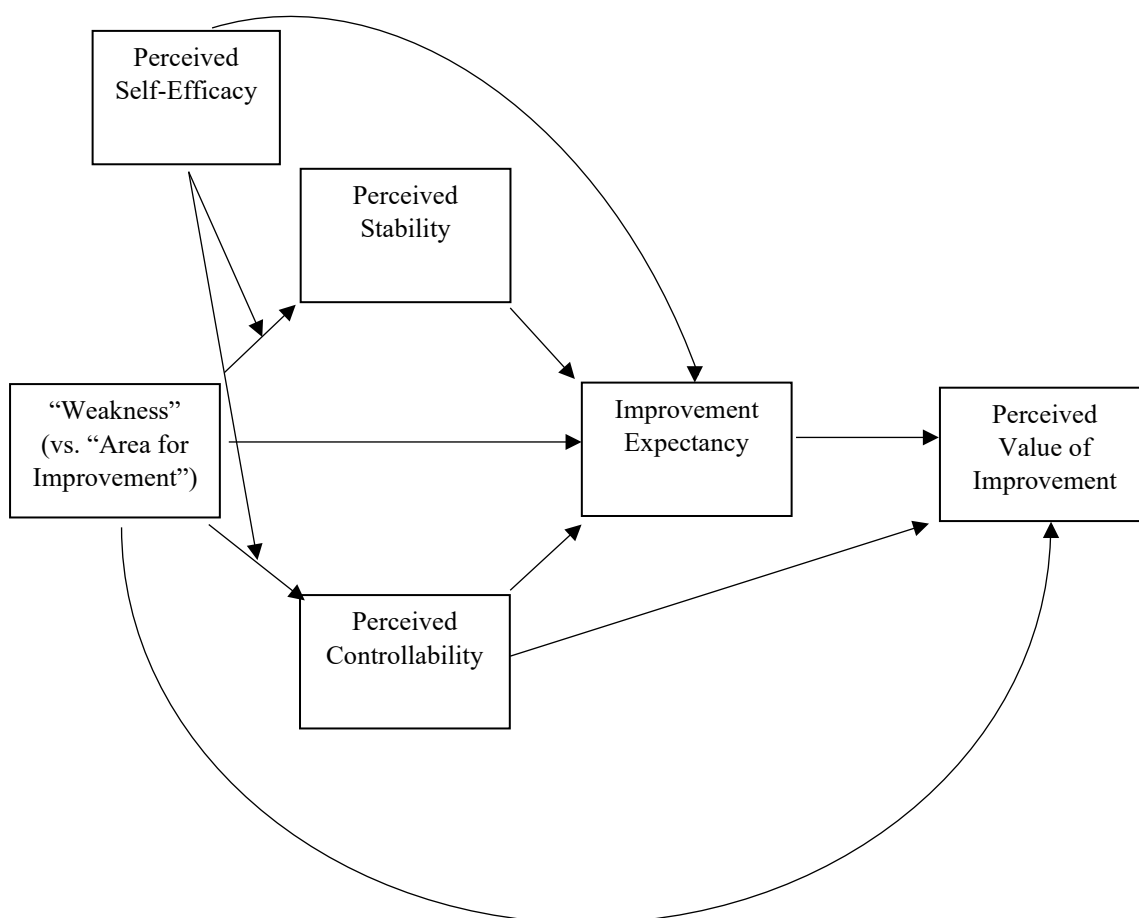 Perceived
Self-Efficacy
Perceived
Stability
“Weakness”
(vs. “Area for
Improvement”)
Improvement
Expectancy
Perceived
Value of
Improvement
Perceived
Controllability